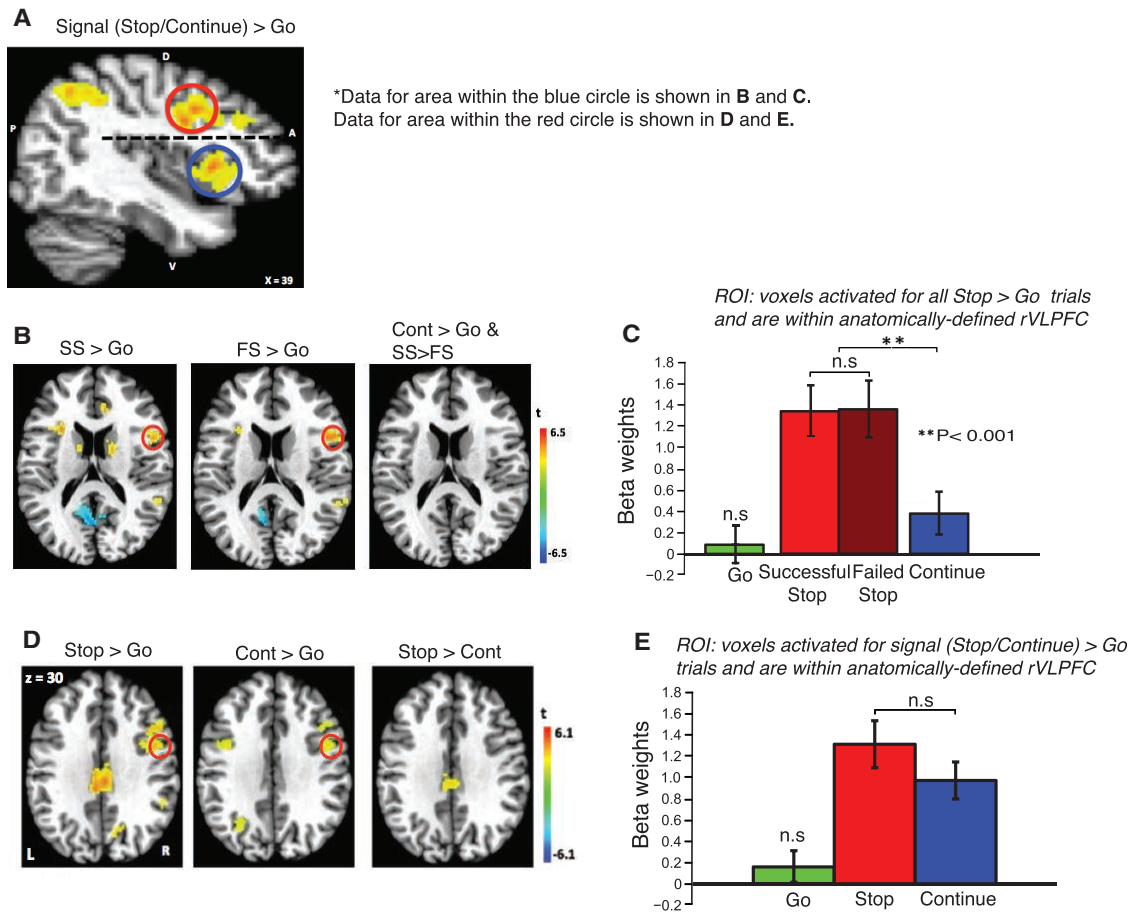 A
Signal (Stop/Continue) > Go
D
P
A
V
X = 39
*Data for area within the blue circle is shown in B and C.
Data for area within the red circle is shown in D and E.
B
SS > Go
FS > Go
Cont > Go &
SS>FS
t
6.5
-6.5
C
ROI: voxels activated for all Stop > Go trials
and are within anatomically-defined rVLPFC
Beta weights
1.8
1.6
1.4
1.2
1.0
0.8
0.6
0.4
0.2
0
−0.2
**
n.s
**P< 0.001
n.s
Go
Successful
Stop
Failed
Stop
Continue
D
Stop > Go
Cont > Go
Stop > Cont
z = 30
L
R
t
6.1
-6.1
E
ROI: voxels activated for signal (Stop/Continue) > Go
trials and are within anatomically-defined rVLPFC
Beta weights
1.8
1.6
1.4
1.2
1.0
0.8
0.6
0.4
0.2
0
−0.2
n.s
n.s
Go
Stop
Continue